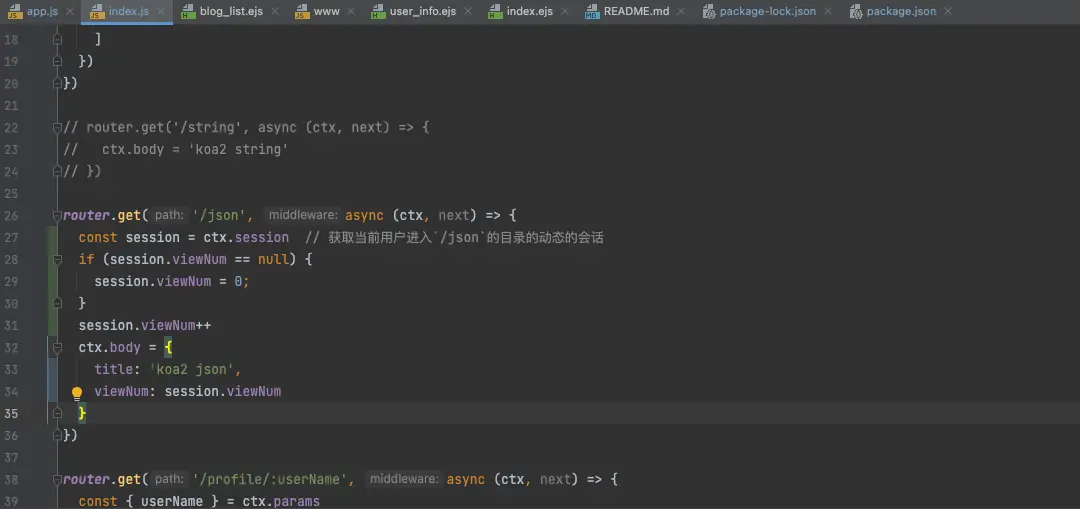 app.js index.js blog_list.ejs www user_info.ejs index.ejs README.md package-lock.json package.json
18 ]
19 })
20 })
21
22 // router.get('/string', async (ctx, next) => {
23 //   ctx.body = 'koa2 string'
24 // })
25
26 router.get( path: '/json', middleware: async (ctx, next) => {
27 const session = ctx.session  // 获取当前用户进入`/json`的目录的动态的会话
28 if (session.viewNum == null) {
29 session.viewNum = 0;
30 }
31 session.viewNum++
32 ctx.body = {
33 title: 'koa2 json',
34 viewNum: session.viewNum
35 }
36 })
37
38 router.get( path: '/profile/:userName', middleware: async (ctx, next) => {
39 const { userName } = ctx.params